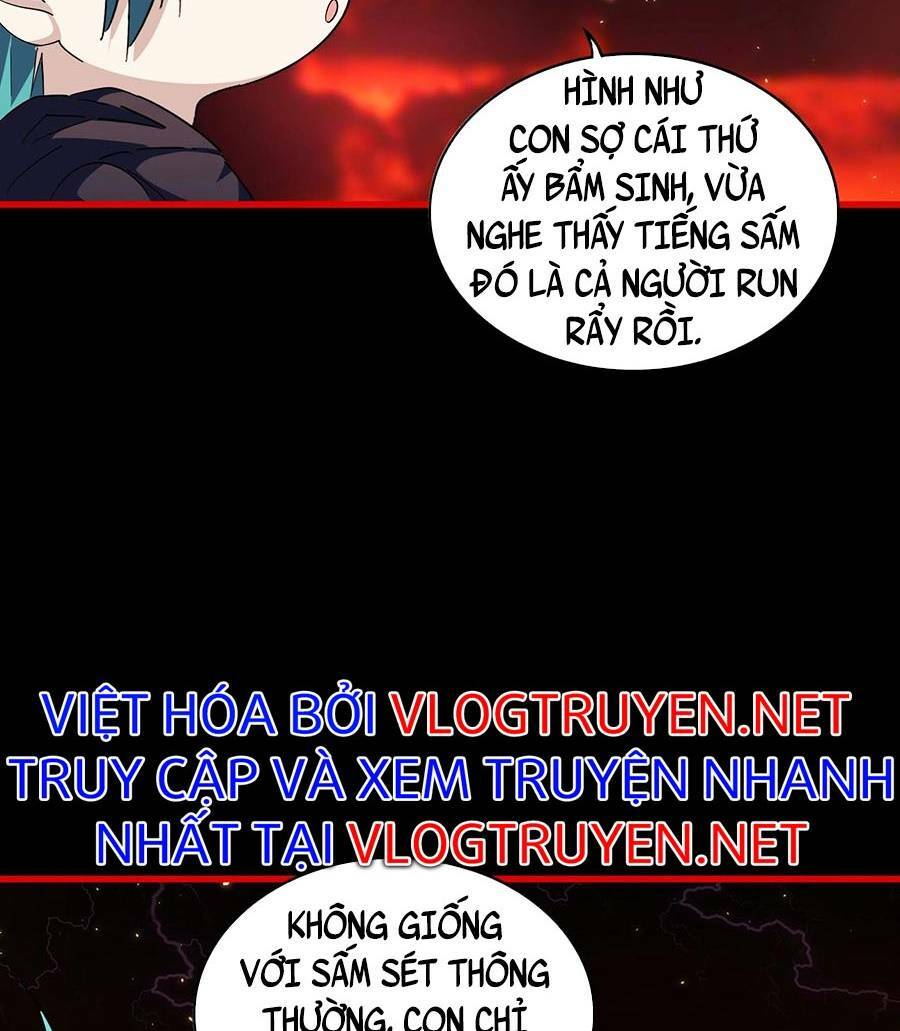 HÌNH NHƯ
CON SỢ CÁI THỨ
ẤY BẨM SINH, VỪA
NGHE THẤY TIẾNG SẤM
ĐÓ LÀ CẢ NGƯỜI RUN
RẨY RỒI.
VIỆT HÓA BỞI VLOGTRUYEN.NET
TRUY CẬP VÀ XEM TRUYỆN NHANH
NHẤT TẠI VLOGTRUYEN.NET
KHÔNG GIỐNG
VỚI SẤM SÉT THÔNG
THƯỜNG, CON CHỈ